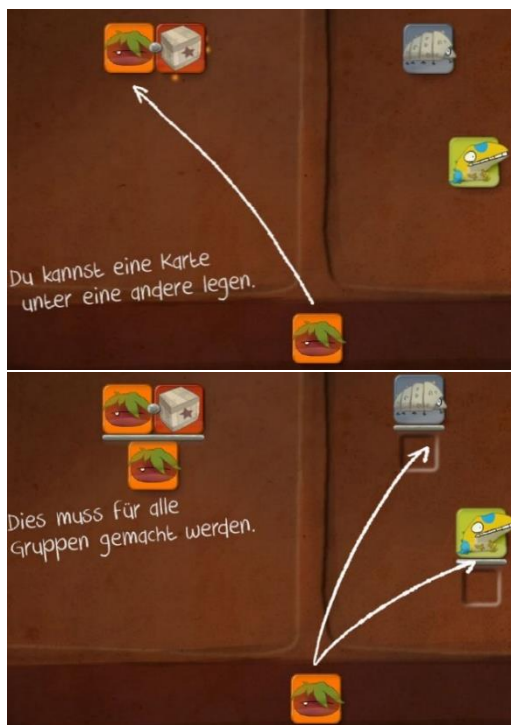 Du kannst eine Karte
unter eine andere legen.
Dies muss für alle
Gruppen gemacht werden.